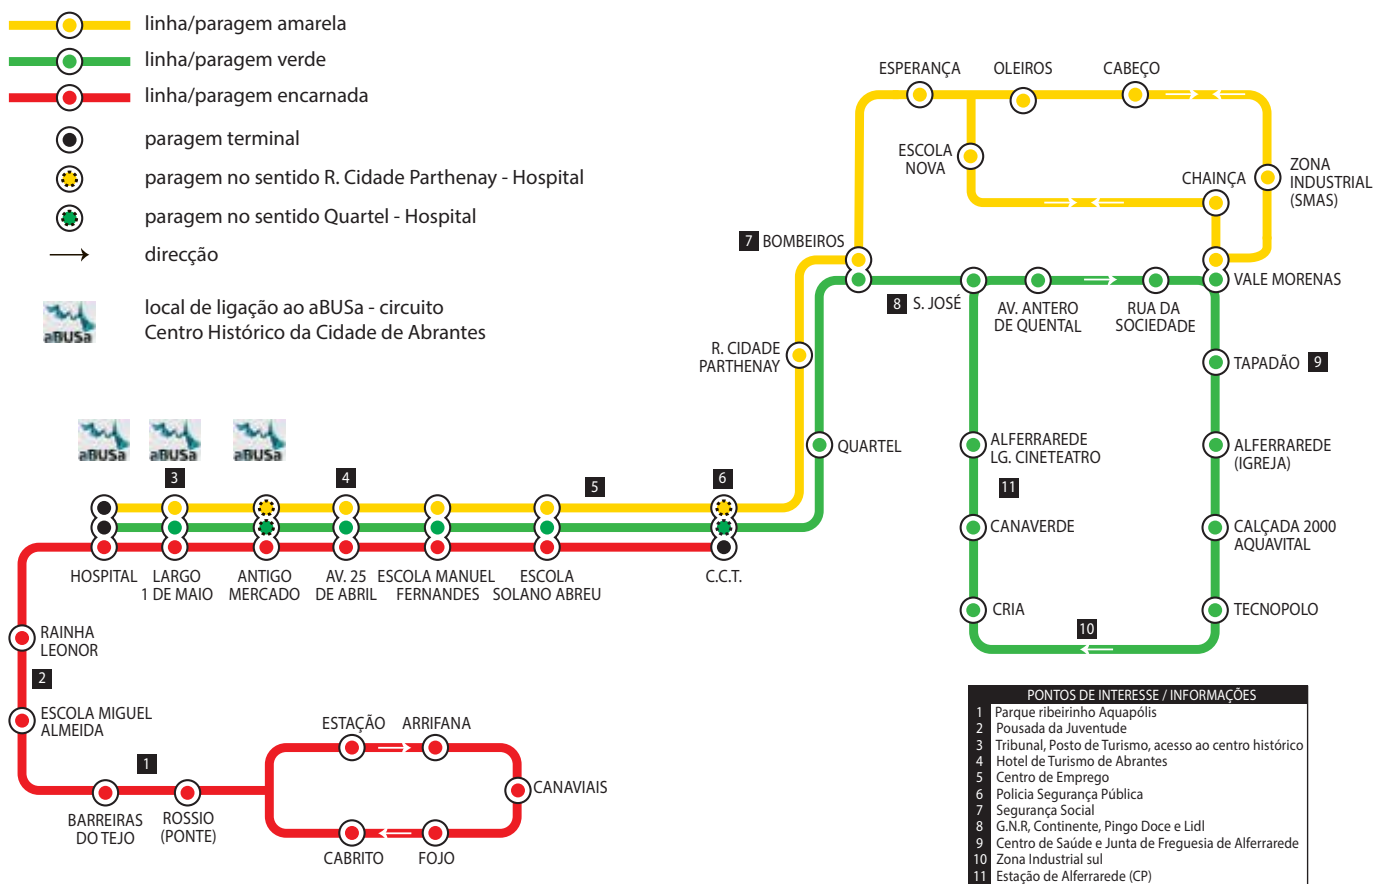 linha/paragem amarela
linha/paragem verde
linha/paragem encarnada
paragem terminal
paragem no sentido R. Cidade Parthenay - Hospital
paragem no sentido Quartel - Hospital
direcção
aBUSa
local de ligação ao aBUSa - circuito
Centro Histórico da Cidade de Abrantes
ESPERANÇA
OLEIROS
CABEÇO
ESCOLA
NOVA
CHAINÇA
ZONA
INDUSTRIAL
(SMAS)
7 BOMBEIROS
8 S. JOSÉ
AV. ANTERO
DE QUENTAL
RUA DA
SOCIEDADE
VALE MORENAS
R. CIDADE
PARTHENAY
TAPADÃO 9
QUARTEL
ALFERRAREDE
LG. CINETEATRO
11
ALFERRAREDE
(IGREJA)
CANAVERDE
CALÇADA 2000
AQUAVITAL
CRIA
TECNOPOLO
10
aBUSa
aBUSa
aBUSa
3
4
5
6
HOSPITAL
LARGO
1 DE MAIO
ANTIGO
MERCADO
AV. 25
DE ABRIL
ESCOLA MANUEL
FERNANDES
ESCOLA
SOLANO ABREU
C.C.T.
RAINHA
LEONOR
2
ESCOLA MIGUEL
ALMEIDA
1
BARREIRAS
DO TEJO
ROSSIO
(PONTE)
ESTAÇÃO
ARRIFANA
CANAVIAIS
CABRITO
FOJO
PONTOS DE INTERESSE / INFORMAÇÕES
1 Parque ribeirinho Aquapólis
2 Pousada da Juventude
3 Tribunal, Posto de Turismo, acesso ao centro histórico
4 Hotel de Turismo de Abrantes
5 Centro de Emprego
6 Policia Segurança Pública
7 Segurança Social
8 G.N.R, Continente, Pingo Doce e Lidl
9 Centro de Saúde e Junta de Freguesia de Alferrarede
10 Zona Industrial sul
11 Estação de Alferrarede (CP)